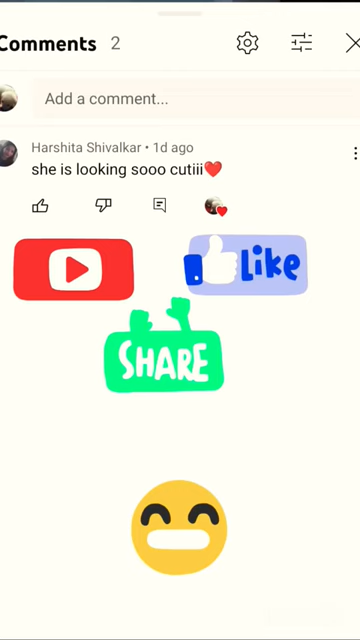 Comments 2
Add a comment...
Harshita Shivalkar • 1d ago
she is looking sooo cutiii❤️
Like
SHARE